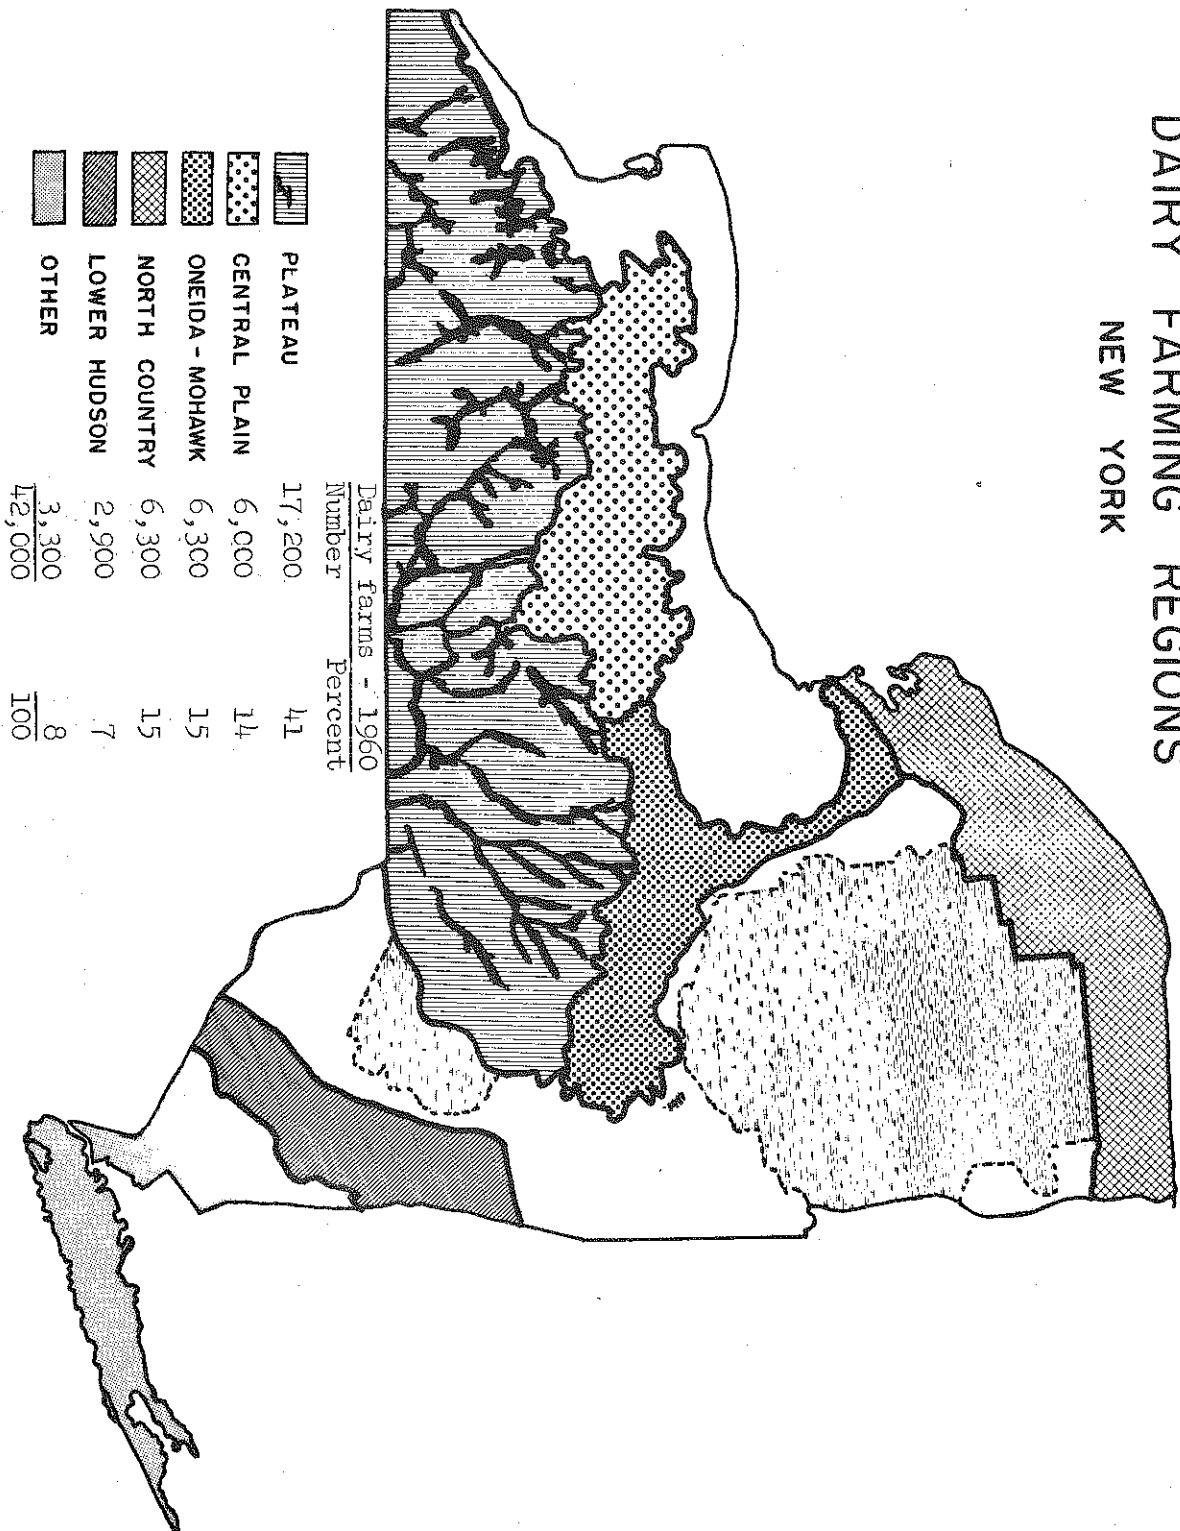 DAIRY FARMING REGIONS
NEW YORK
Dairy farms - 1960
Number Percent
PLATEAU 17,200 41
CENTRAL PLAIN 6,000 14
ONEIDA - MOHAWK 6,300 15
NORTH COUNTRY 6,300 15
LOWER HUDSON 2,900 7
OTHER 3,300 8
42,000 100